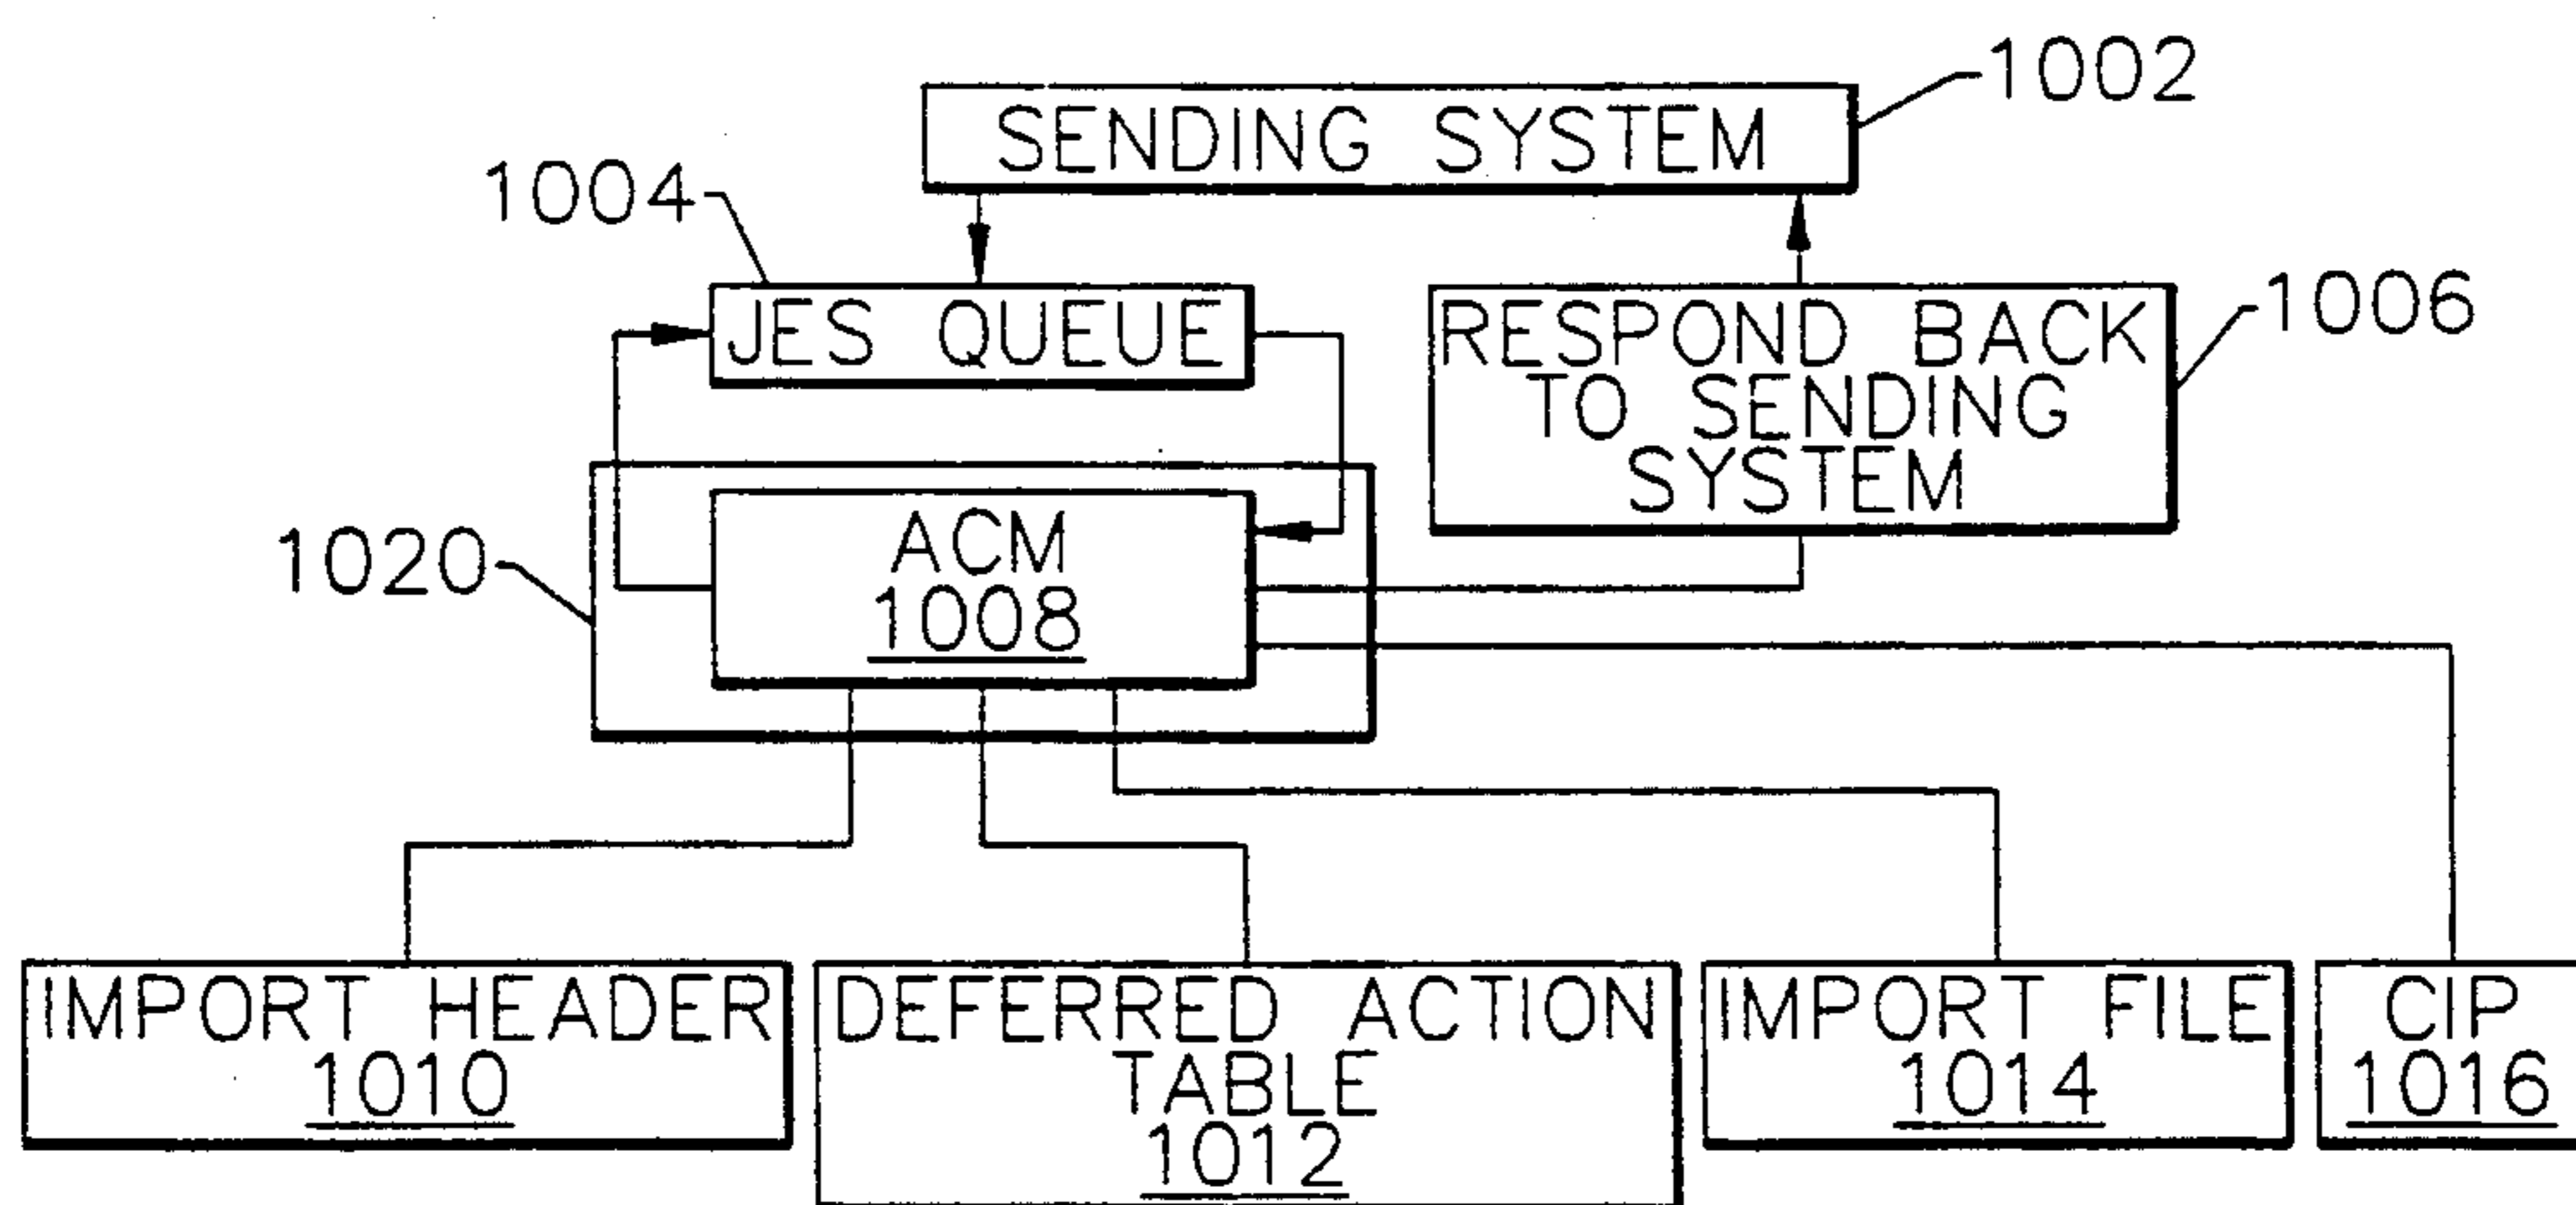 1002
SENDING SYSTEM
1004
JES QUEUE
RESPOND BACK
TO SENDING
SYSTEM
1006
1020
ACM
1008
IMPORT HEADER
1010
DEFERRED ACTION
TABLE
1012
IMPORT FILE
1014
CIP
1016